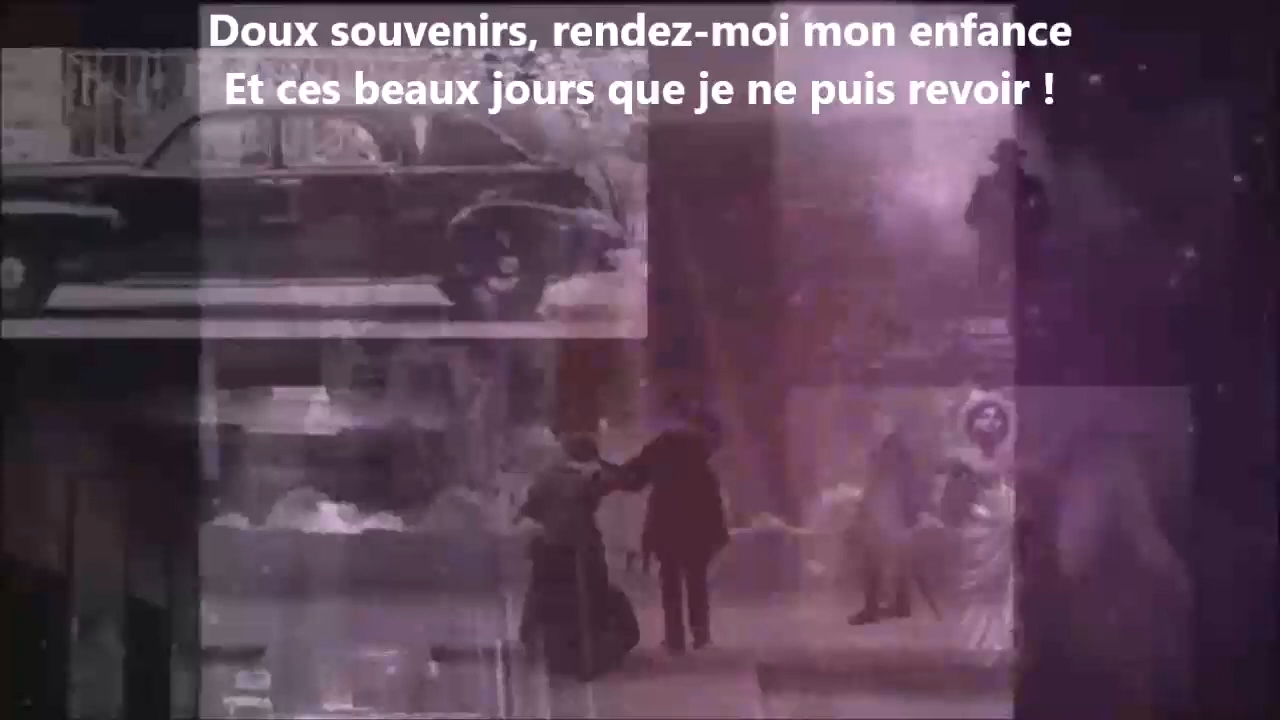 Doux souvenirs, rendez-moi mon enfance
Et ces beaux jours que je ne puis revoir !